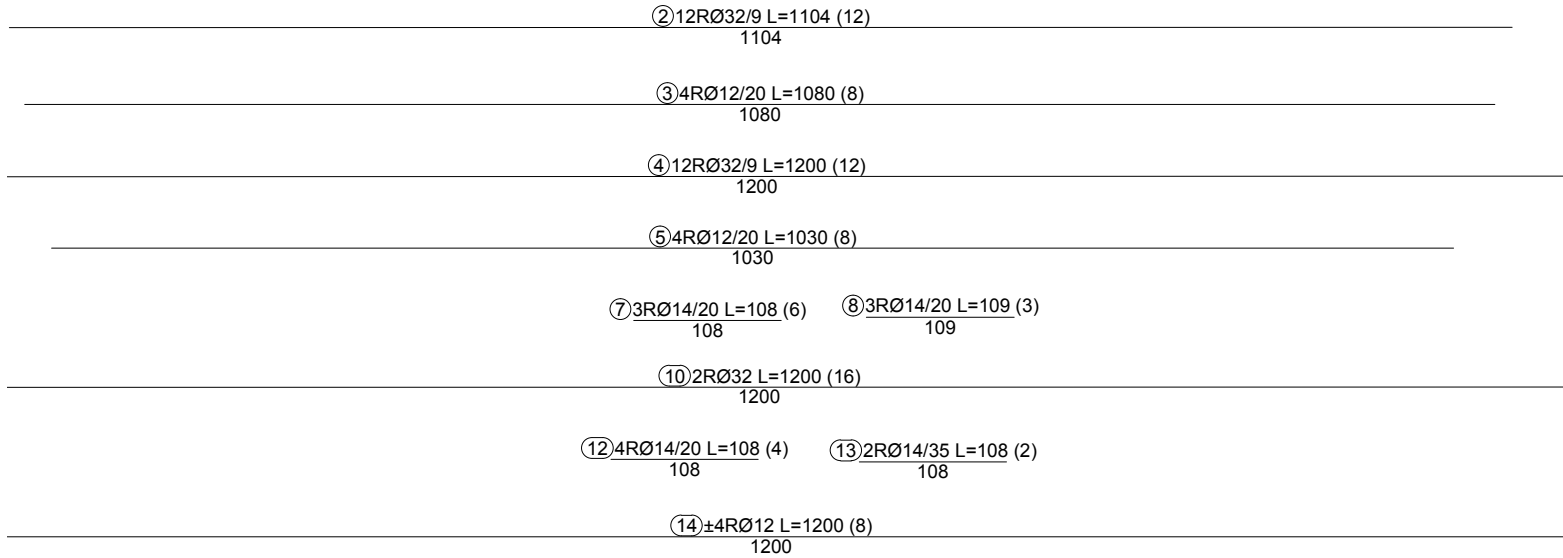 ②12RØ32/9 L=1104 (12)
1104
③4RØ12/20 L=1080 (8)
1080
④12RØ32/9 L=1200 (12)
1200
⑤4RØ12/20 L=1030 (8)
1030
⑦3RØ14/20 L=108 (6)
108
⑧3RØ14/20 L=109 (3)
109
⑩2RØ32 L=1200 (16)
1200
⑫4RØ14/20 L=108 (4)
108
⑬2RØ14/35 L=108 (2)
108
⑭±4RØ12 L=1200 (8)
1200